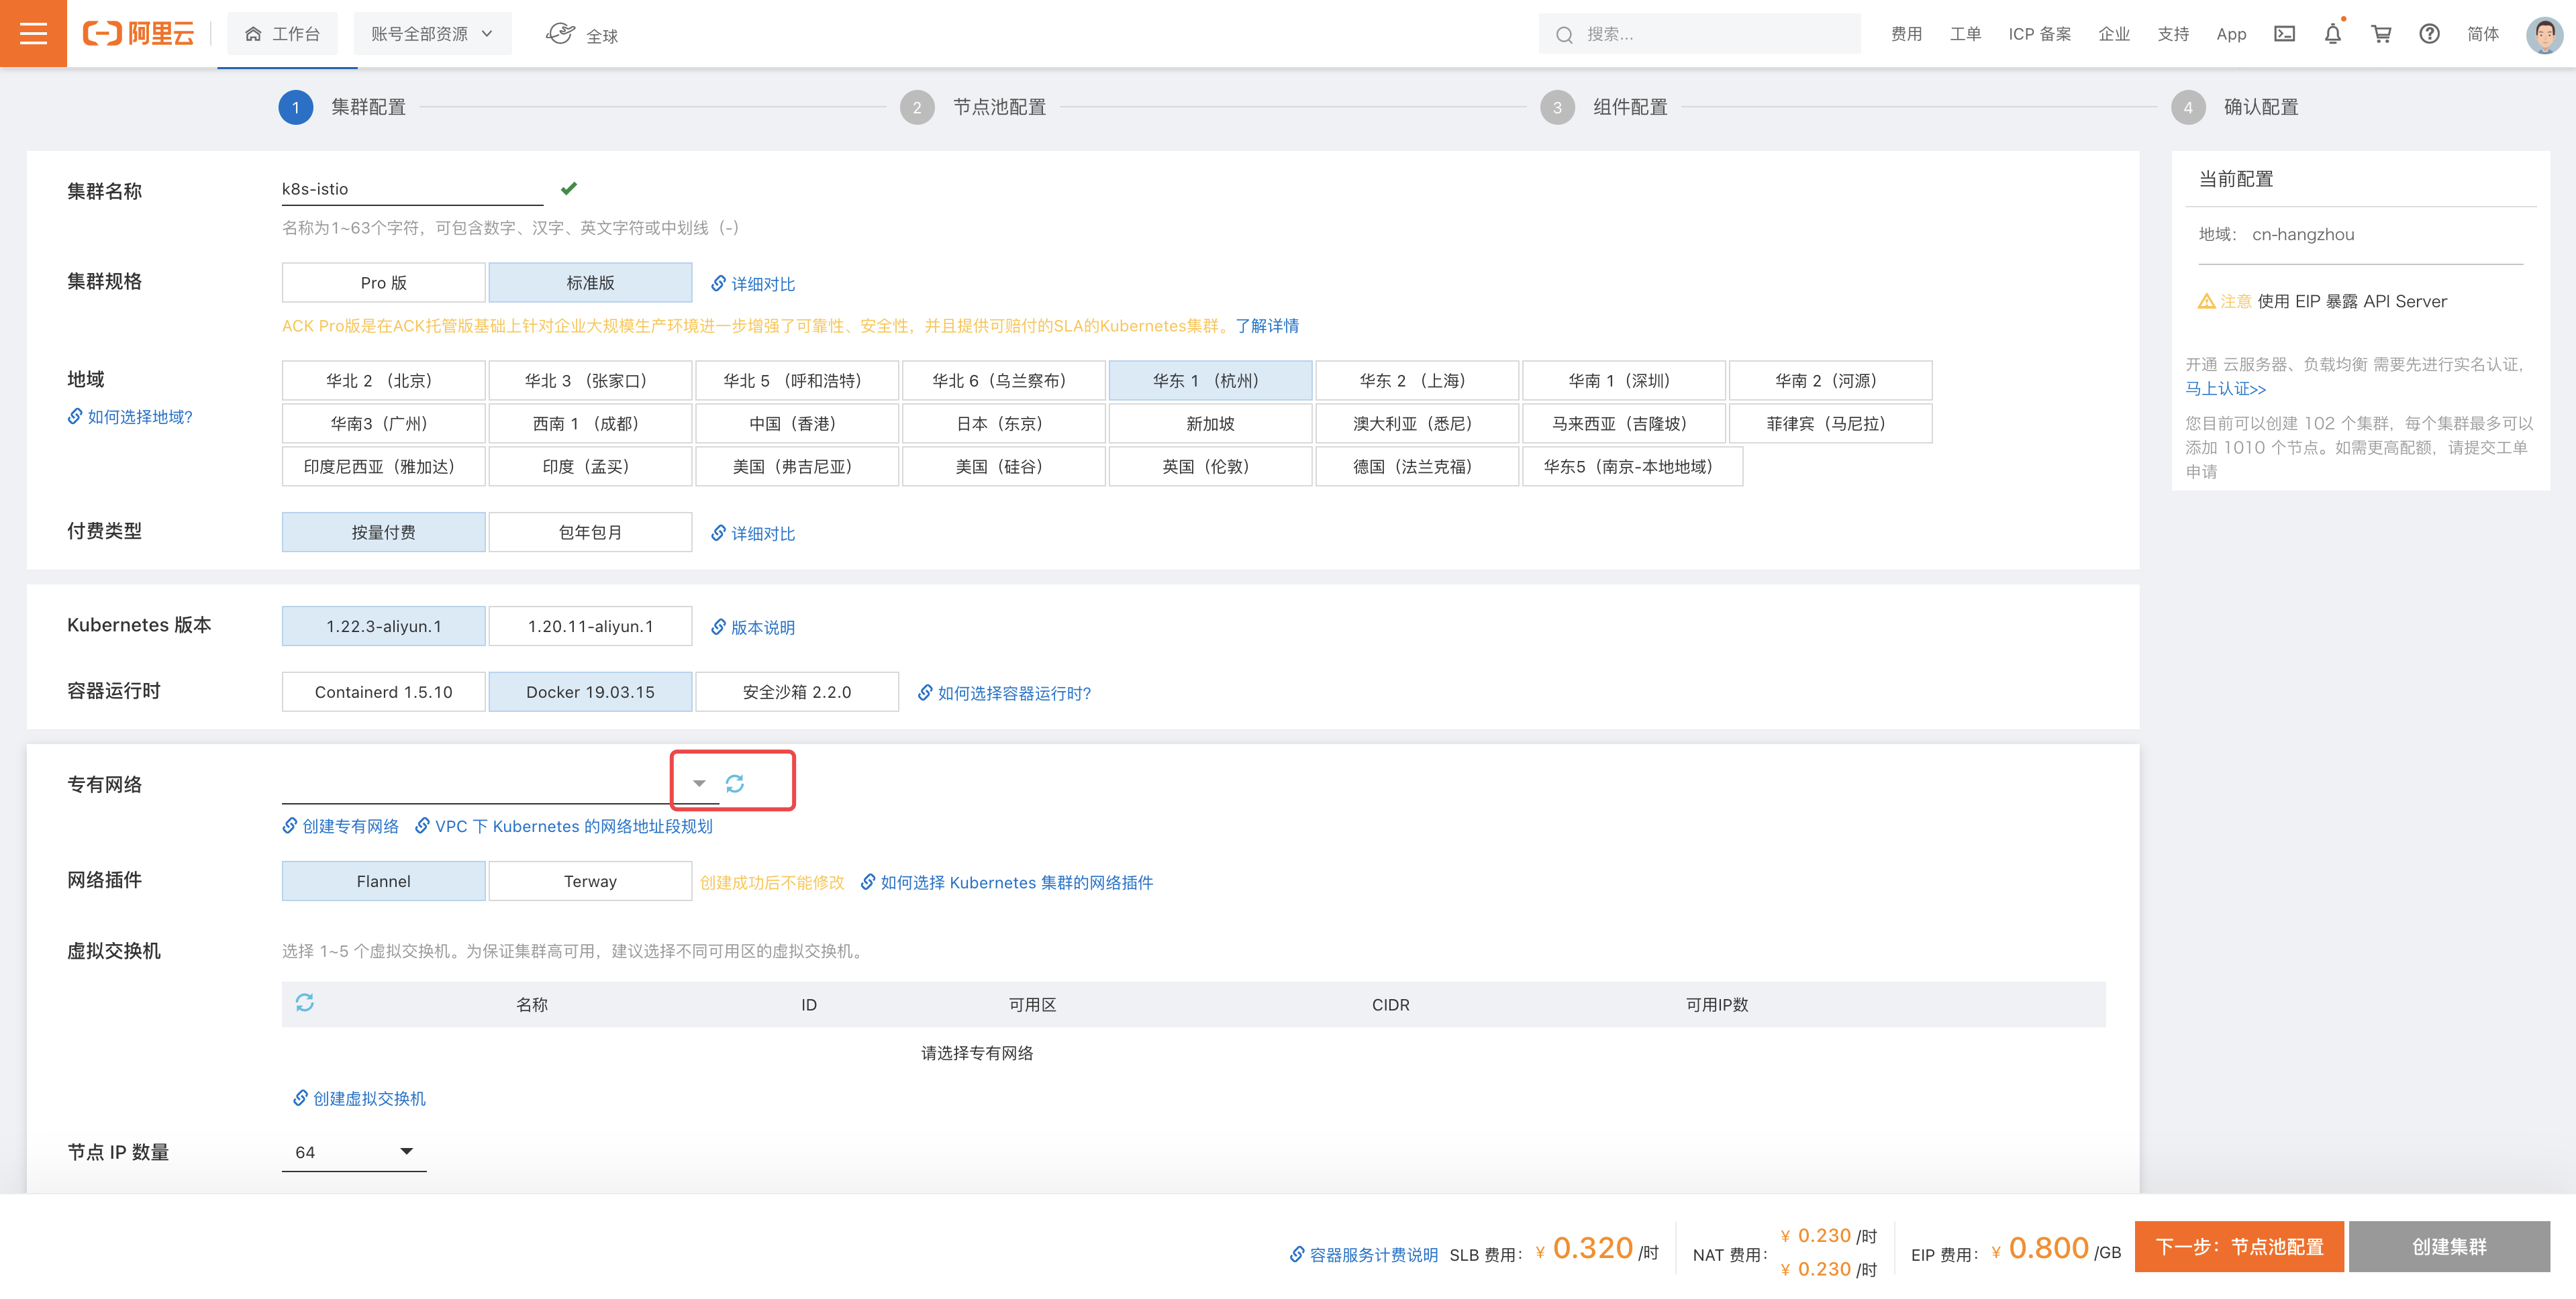 阿里云
工作台
账号全部资源
全球
搜索...
费用
工单
ICP 备案
企业
支持
App
简体
1 集群配置
2 节点池配置
3 组件配置
4 确认配置
集群名称
k8s-istio
名称为1~63个字符，可包含数字、汉字、英文字符或中划线（-）
集群规格
Pro 版
标准版
详细对比
ACK Pro版是在ACK托管版基础上针对企业大规模生产环境进一步增强了可靠性、安全性，并且提供可赔付的SLA的Kubernetes集群。了解详情
地域
如何选择地域?
华北 2 （北京）
华北 3 （张家口）
华北 5 （呼和浩特）
华北 6（乌兰察布）
华东 1 （杭州）
华东 2 （上海）
华南 1（深圳）
华南 2（河源）
华南3（广州）
西南 1 （成都）
中国（香港）
日本（东京）
新加坡
澳大利亚（悉尼）
马来西亚（吉隆坡）
菲律宾（马尼拉）
印度尼西亚（雅加达）
印度（孟买）
美国（弗吉尼亚）
美国（硅谷）
英国（伦敦）
德国（法兰克福）
华东5（南京-本地地域）
付费类型
按量付费
包年包月
详细对比
Kubernetes 版本
1.22.3-aliyun.1
1.20.11-aliyun.1
版本说明
容器运行时
Containerd 1.5.10
Docker 19.03.15
安全沙箱 2.2.0
如何选择容器运行时?
专有网络
创建专有网络
VPC 下 Kubernetes 的网络地址段规划
网络插件
Flannel
Terway
创建成功后不能修改
如何选择 Kubernetes 集群的网络插件
虚拟交换机
选择 1~5 个虚拟交换机。为保证集群高可用，建议选择不同可用区的虚拟交换机。
名称
ID
可用区
CIDR
可用IP数
请选择专有网络
创建虚拟交换机
节点 IP 数量
64
当前配置
地域： cn-hangzhou
注意 使用 EIP 暴露 API Server
开通 云服务器、负载均衡 需要先进行实名认证,
马上认证>>
您目前可以创建 102 个集群，每个集群最多可以
添加 1010 个节点。如需更高配额，请提交工单
申请
容器服务计费说明
SLB 费用： ¥ 0.320 /时
NAT 费用： ¥ 0.230 /时
¥ 0.230 /时
EIP 费用： ¥ 0.800 /GB
下一步：节点池配置
创建集群